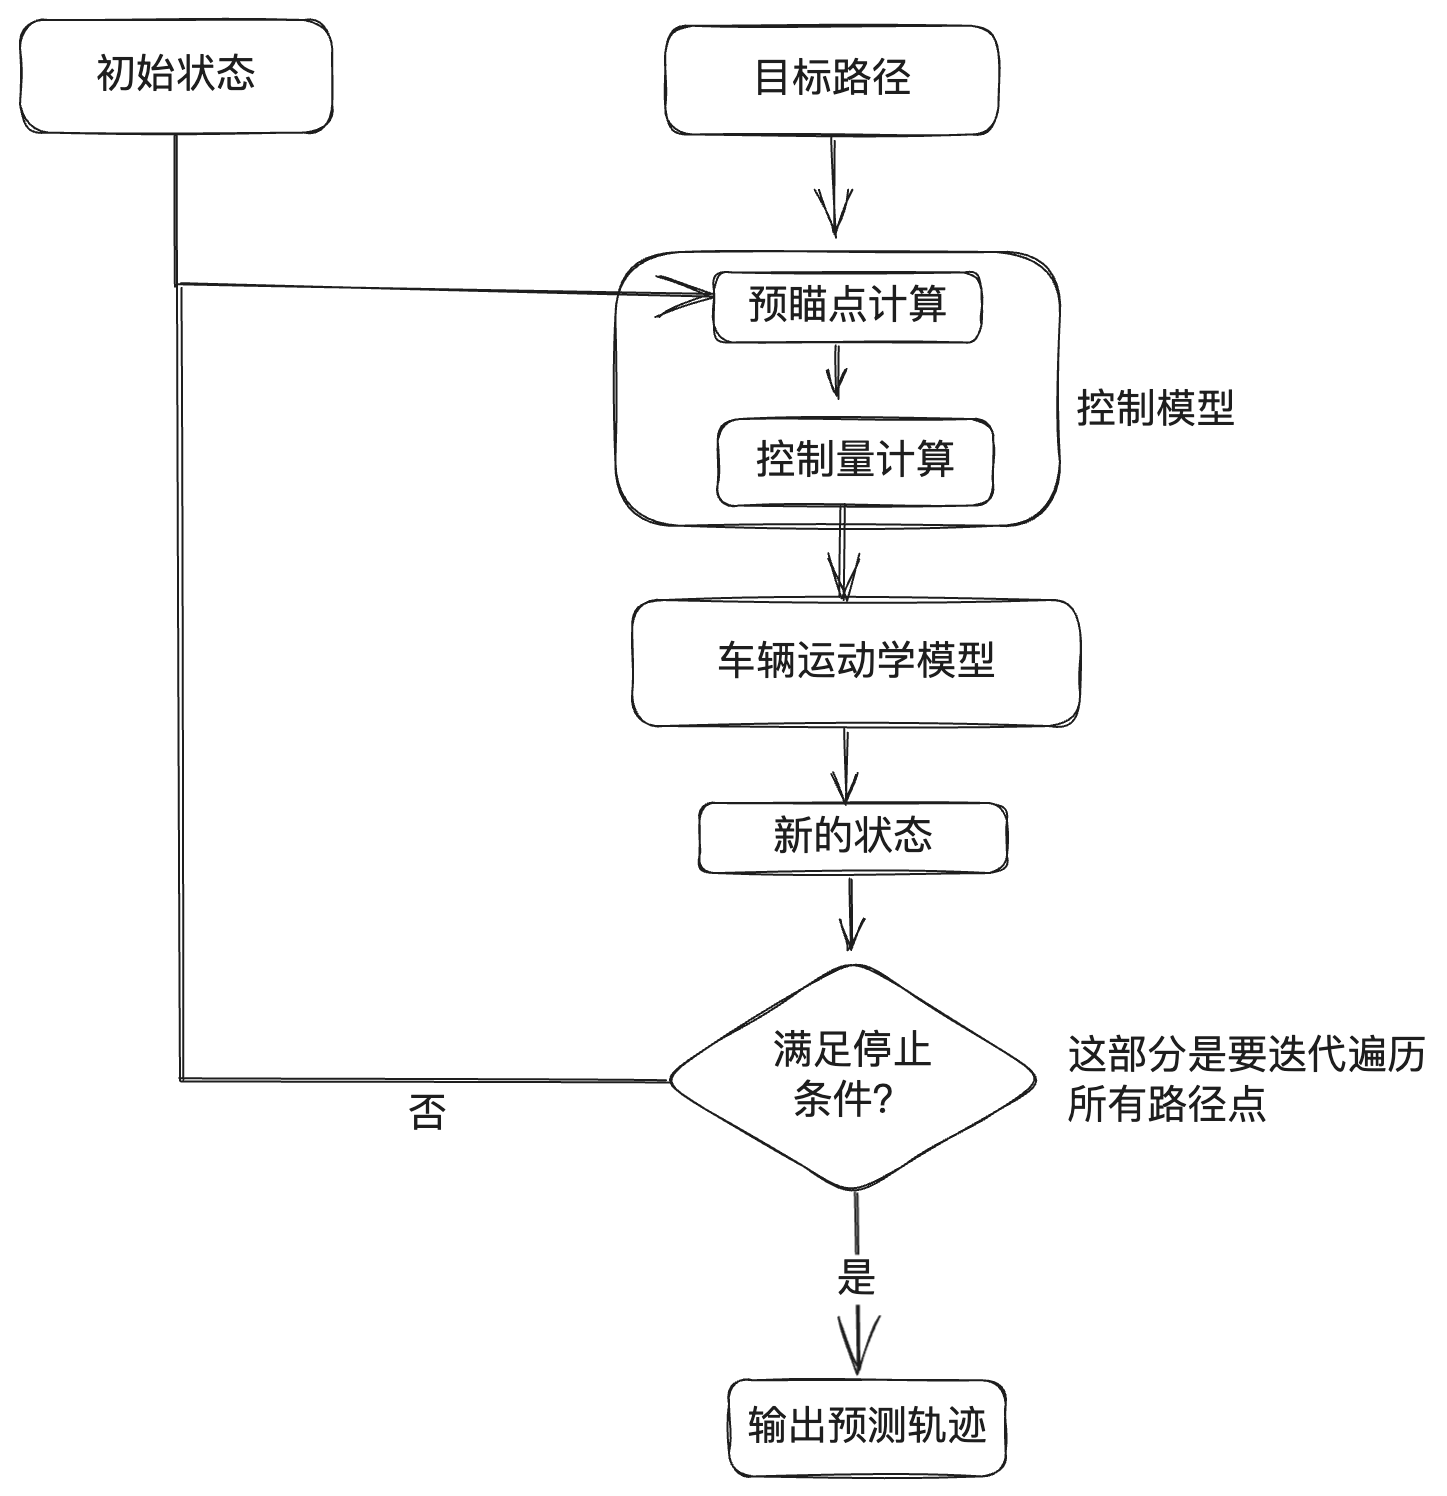 初始状态
目标路径
预瞄点计算
控制量计算
控制模型
车辆运动学模型
新的状态
满足停止
条件?
这部分是要迭代遍历
所有路径点
否
是
输出预测轨迹